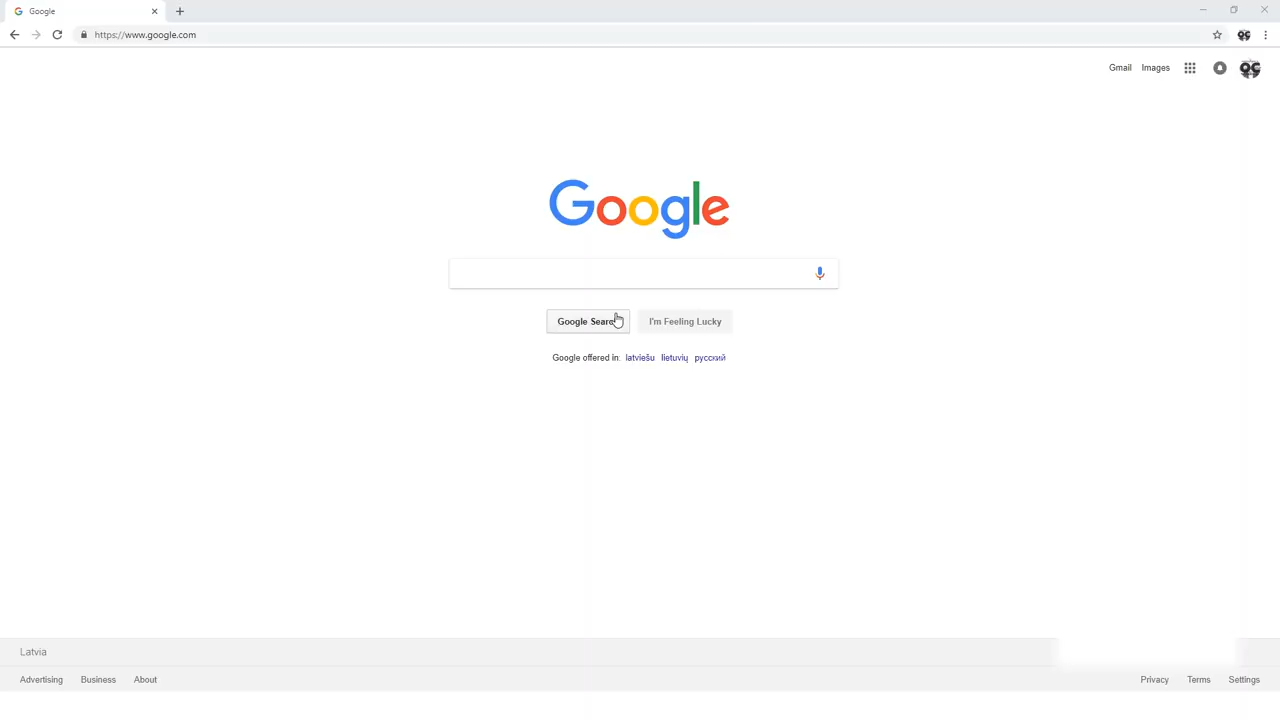 Google
https://www.google.com
Gmail Images
Google
Google Search I'm Feeling Lucky
Google offered in: latviešu lietuvių русский
Latvia
Advertising Business About Privacy Terms Settings